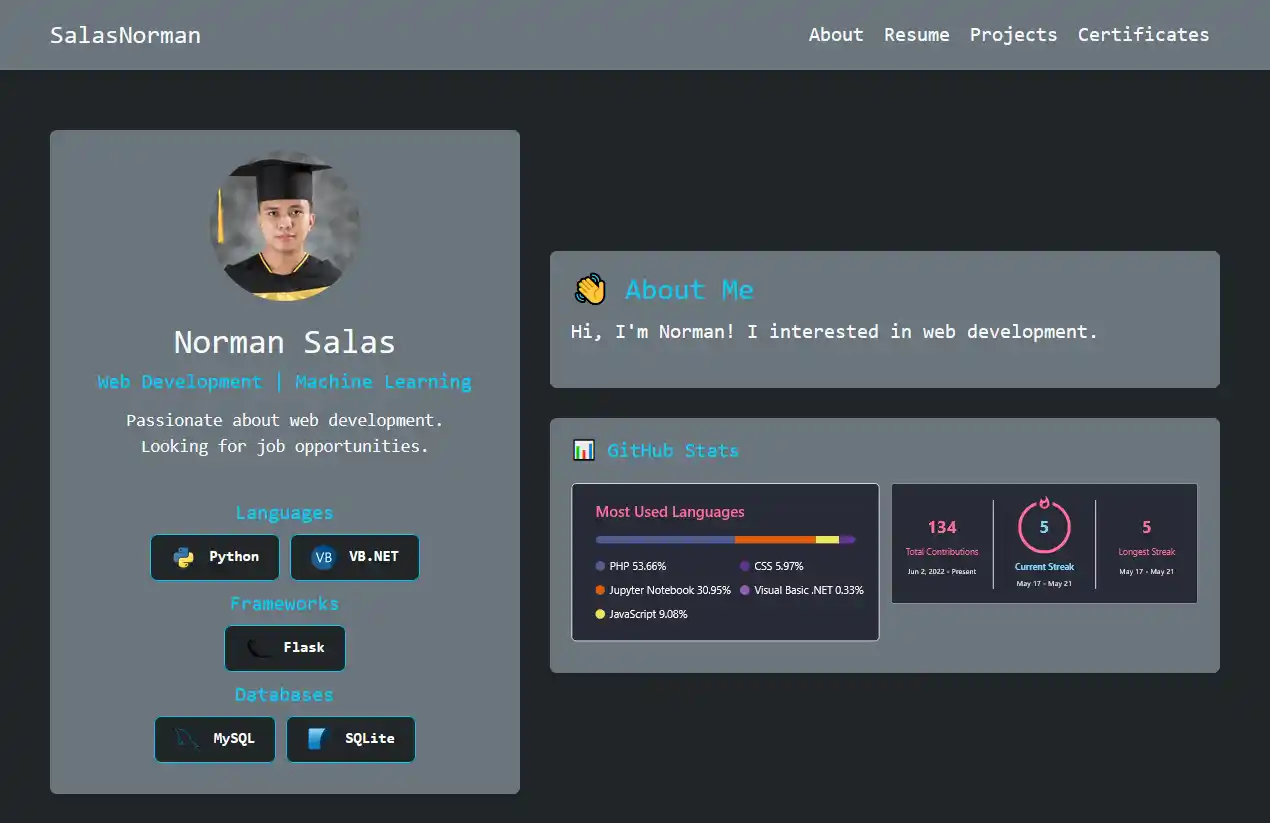 SalasNorman
About Resume Projects Certificates
Norman Salas
Web Development | Machine Learning
Passionate about web development.
Looking for job opportunities.
Languages
Python VB VB.NET
Frameworks
Flask
Databases
MySQL SQLite
About Me
Hi, I'm Norman! I interested in web development.
GitHub Stats
Most Used Languages
PHP 53.66% CSS 5.97%
Jupyter Notebook 30.95% Visual Basic .NET 0.33%
JavaScript 9.08%
134 5 5
Total Contributions Current Streak Longest Streak
Jun 2, 2022 - Present May 17 - May 21 May 17 - May 21